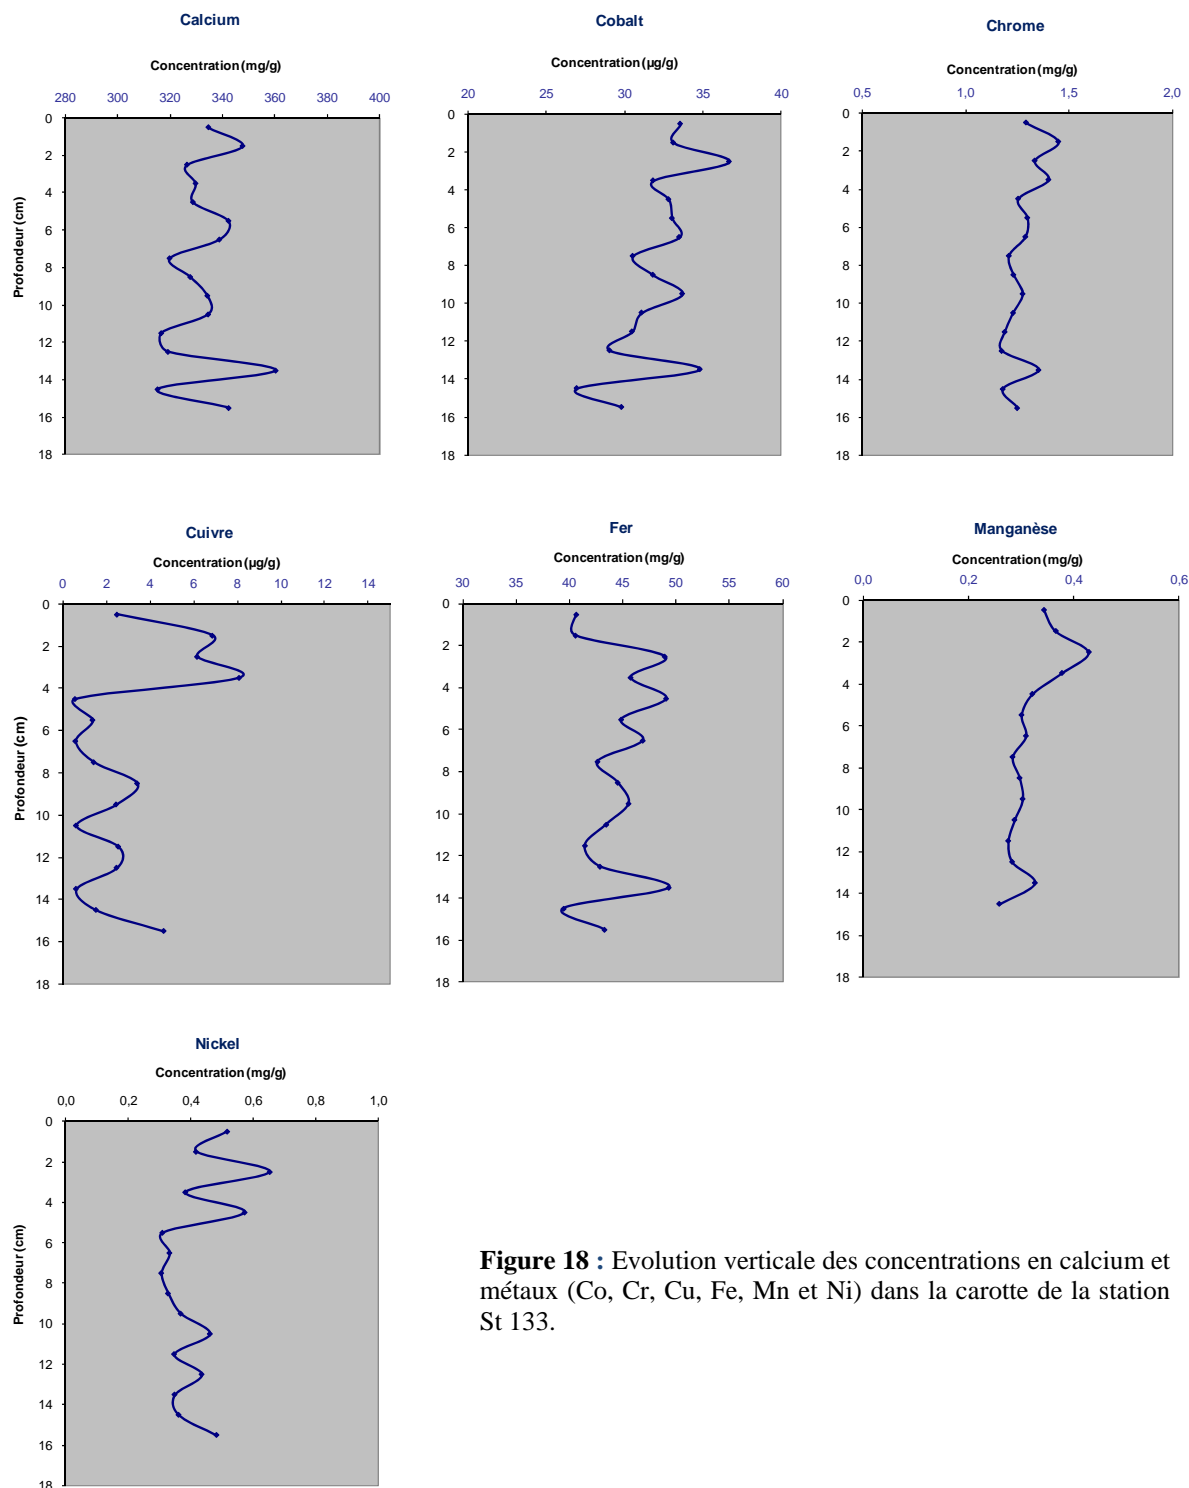 Calcium
Concentration (mg/g)
280 300 320 340 360 380 400
Profondeur (cm)
0
2
4
6
8
10
12
14
16
18
Cobalt
Concentration (µg/g)
20 25 30 35 40
0
2
4
6
8
10
12
14
16
18
Chrome
Concentration (mg/g)
0,5 1,0 1,5 2,0
0
2
4
6
8
10
12
14
16
18
Cuivre
Concentration (µg/g)
0 2 4 6 8 10 12 14
Profondeur (cm)
0
2
4
6
8
10
12
14
16
18
Fer
Concentration (mg/g)
30 35 40 45 50 55 60
0
2
4
6
8
10
12
14
16
18
Manganèse
Concentration (mg/g)
0,0 0,2 0,4 0,6
0
2
4
6
8
10
12
14
16
18
Nickel
Concentration (mg/g)
0,0 0,2 0,4 0,6 0,8 1,0
Profondeur (cm)
0
2
4
6
8
10
12
14
16
18
Figure 18 : Evolution verticale des concentrations en calcium et
métaux (Co, Cr, Cu, Fe, Mn et Ni) dans la carotte de la station
St 133.